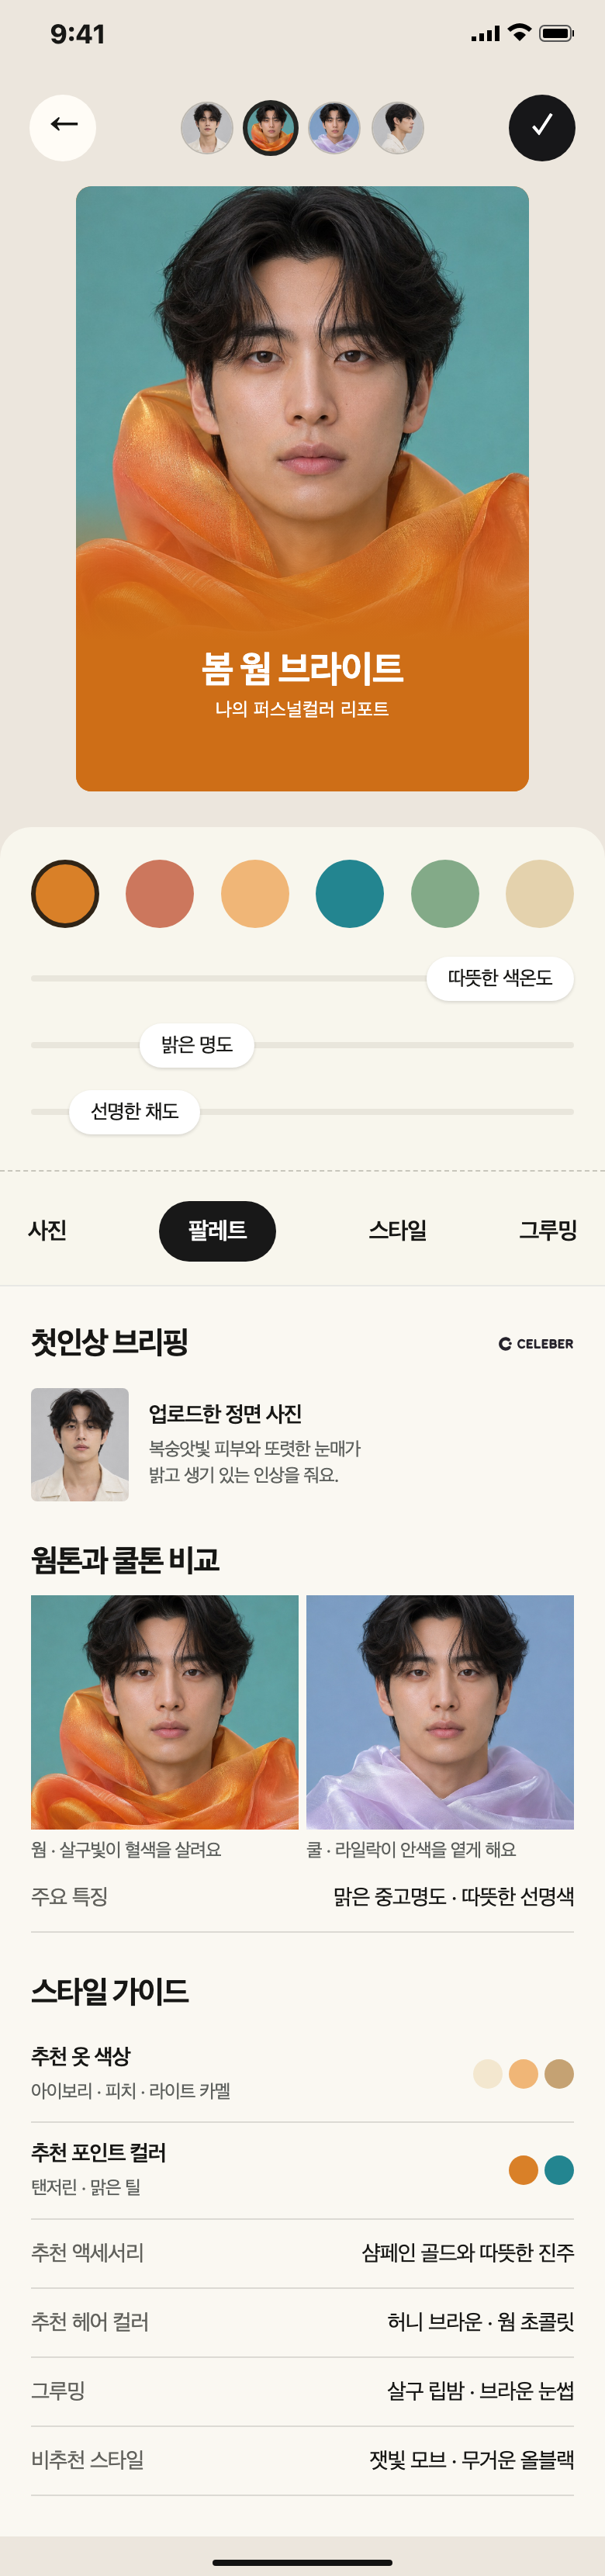 9:41
봄 웜 브라이트
나의 퍼스널컬러 리포트
따뜻한 색온도
밝은 명도
선명한 채도
사진
팔레트
스타일
그루밍
첫인상 브리핑
CELEBER
업로드한 정면 사진
복숭앗빛 피부와 또렷한 눈매가
밝고 생기 있는 인상을 줘요.
웜톤과 쿨톤 비교
웜 · 살구빛이 혈색을 살려요
쿨 · 라일락이 안색을 옅게 해요
주요 특징
맑은 중고명도 · 따뜻한 선명색
스타일 가이드
추천 옷 색상
아이보리 · 피치 · 라이트 카멜
추천 포인트 컬러
탠저린 · 맑은 틸
추천 액세서리
샴페인 골드와 따뜻한 진주
추천 헤어 컬러
허니 브라운 · 웜 초콜릿
그루밍
살구 립밤 · 브라운 눈썹
비추천 스타일
잿빛 모브 · 무거운 올블랙